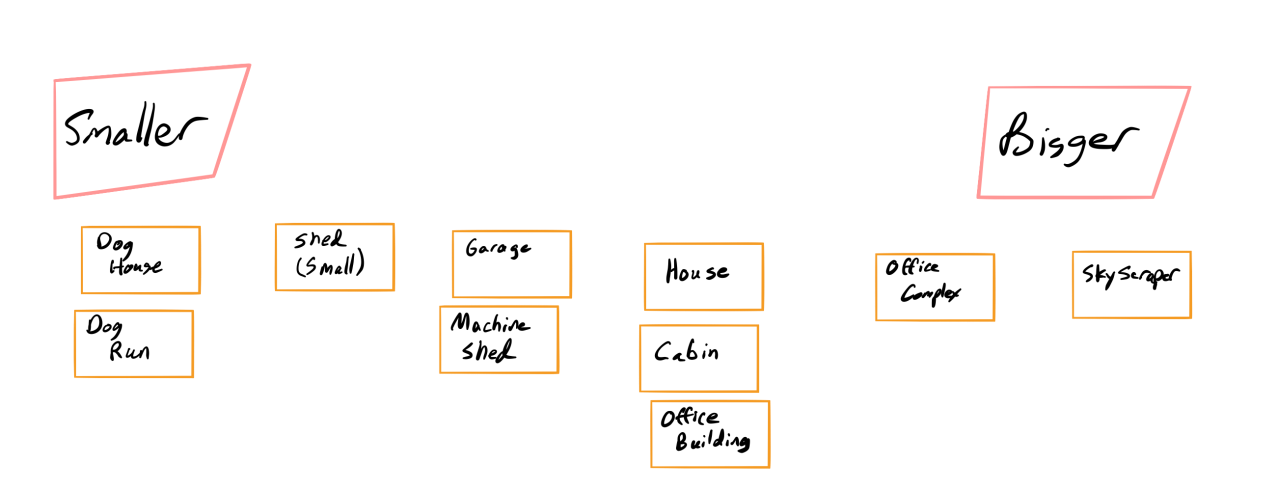 Smaller
Bigger
Dog
House
Shed
(Small)
Garage
House
Office
Complex
SkyScraper
Dog
Run
Machine
Shed
Cabin
Office
Building